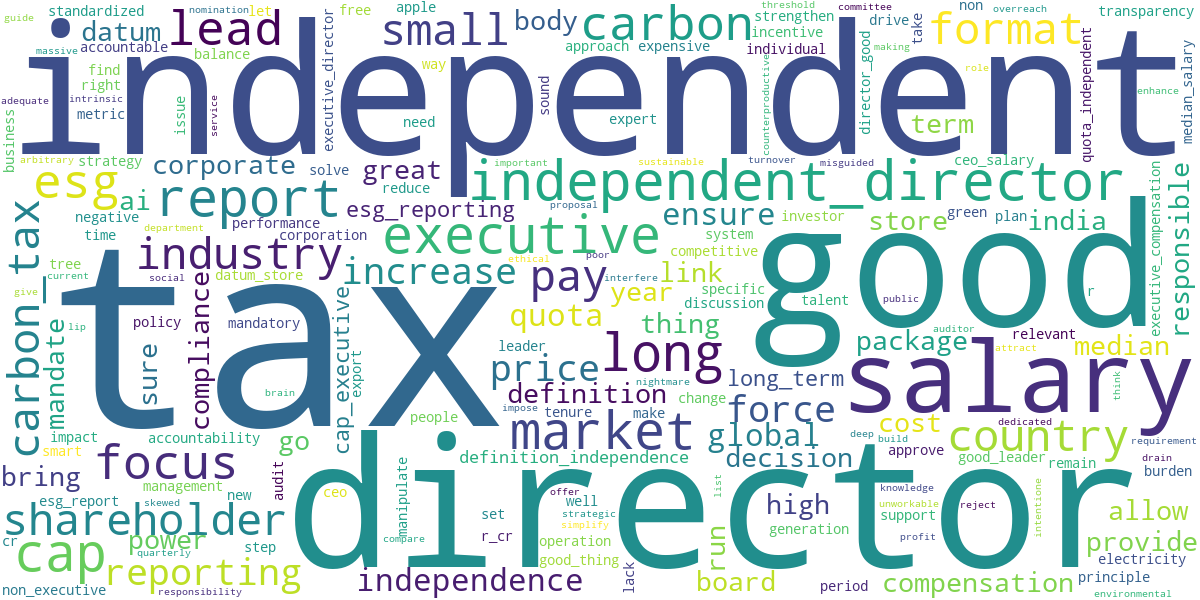 guide nomination let free apple threshold committee overreach
standardized lead small body carbon strengthen non format transparency
datum incentive drive take
massive accountable approach expensive individual making
independent
find balance way sound director_good role median_salary
right executive_director counterproductive
adequate intrinsic service need expert quota_independent enhance
metric issue term
business
arbitrary strategy corporate solve great important sustainable turnover misguided ceo_salary
esg ai report reduce independent_director responsible
negative performance esg_reporting proposal ensure store investor green plan india
time department corporation executive system competitive
carbon_tax tree datum_store industry ethical poor link specific talent executive_compensation
current social increase pay interfere discussion good r
give compliance year public
lip policy mandatory quota thing auditor relevant
mandate sure leader package attract median
tax long
brain export price nightmare long_term salary think
cap_executive definition change
impact people impose tenure make force cost dedicated country
smart accountability go market global approve requirement
definition_independence decision deep build good_leader remain drain
bring focus audit manipulate burden
management director
esg_report skewed new ceo offer well list high knowledge electricity
shareholder strategic unworkable reject intentione allow
cr power set simplify support provide
step compare r_cr operation generation profit
cap quarterly good_thing run
reporting independence lack board period compensation principle
non_executive responsibility environmental